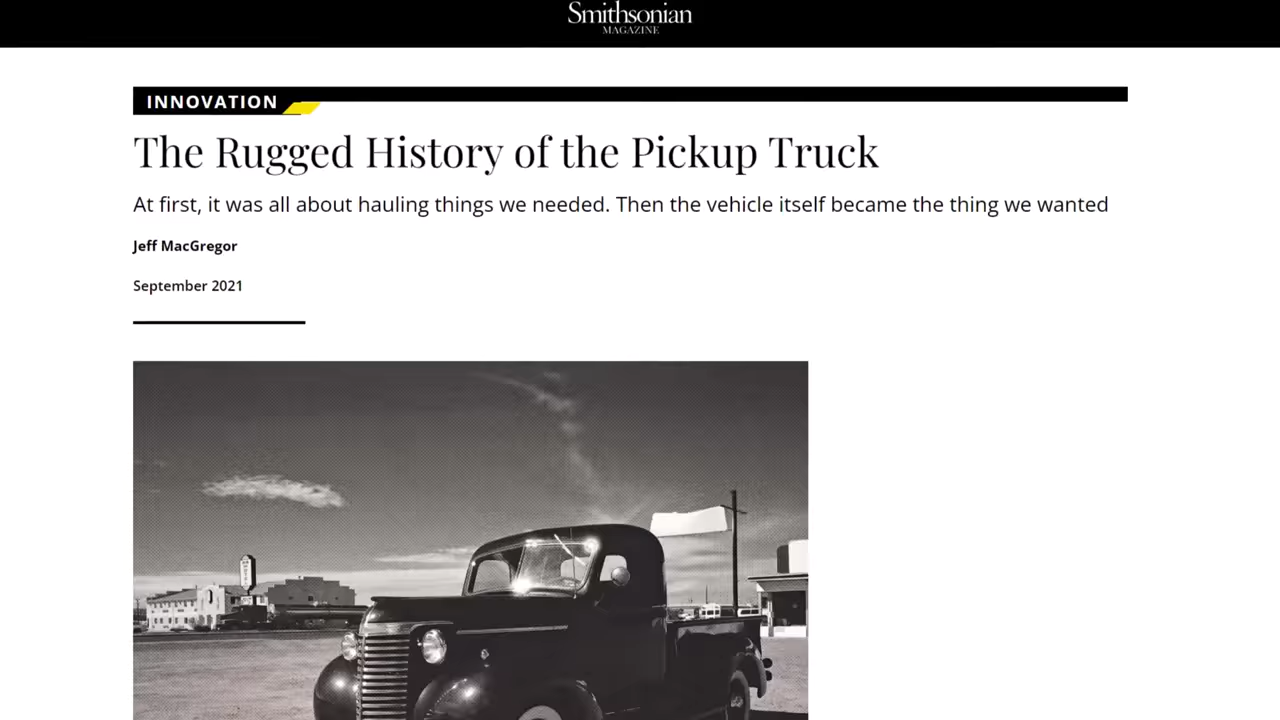 Smithsonian
MAGAZINE
INNOVATION
The Rugged History of the Pickup Truck
At first, it was all about hauling things we needed. Then the vehicle itself became the thing we wanted
Jeff MacGregor
September 2021